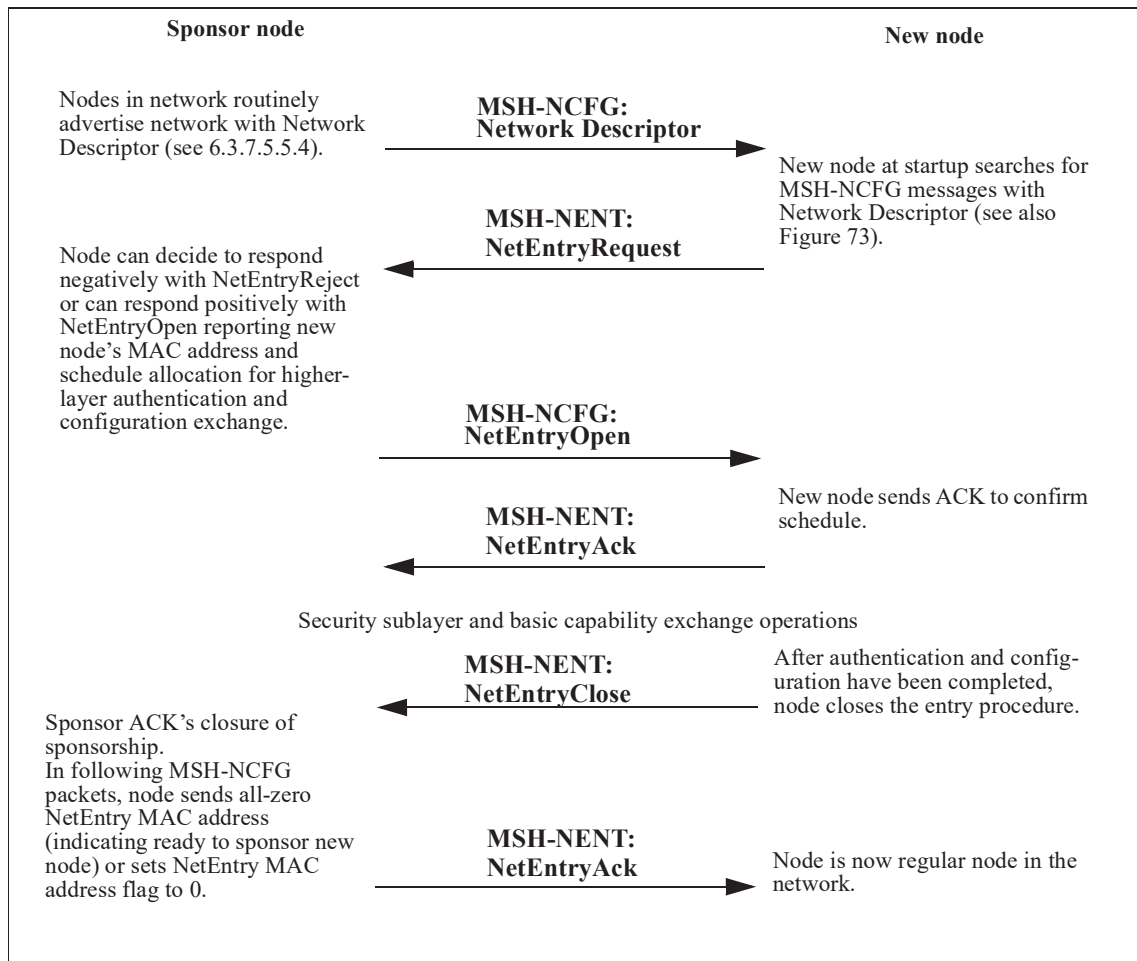 Sponsor node
New node
Nodes in network routinely
advertise network with Network
Descriptor (see 6.3.7.5.5.4).
MSH-NCFG:
Network Descriptor
New node at startup searches for
MSH-NCFG messages with
Network Descriptor (see also
Figure 73).
MSH-NENT:
NetEntryRequest
Node can decide to respond
negatively with NetEntryReject
or can respond positively with
NetEntryOpen reporting new
node's MAC address and
schedule allocation for higher-
layer authentication and
configuration exchange.
MSH-NCFG:
NetEntryOpen
New node sends ACK to confirm
schedule.
MSH-NENT:
NetEntryAck
Security sublayer and basic capability exchange operations
MSH-NENT:
NetEntryClose
After authentication and config-
uration have been completed,
node closes the entry procedure.
Sponsor ACK's closure of
sponsorship.
In following MSH-NCFG
packets, node sends all-zero
NetEntry MAC address
(indicating ready to sponsor new
node) or sets NetEntry MAC
address flag to 0.
MSH-NENT:
NetEntryAck
Node is now regular node in the
network.